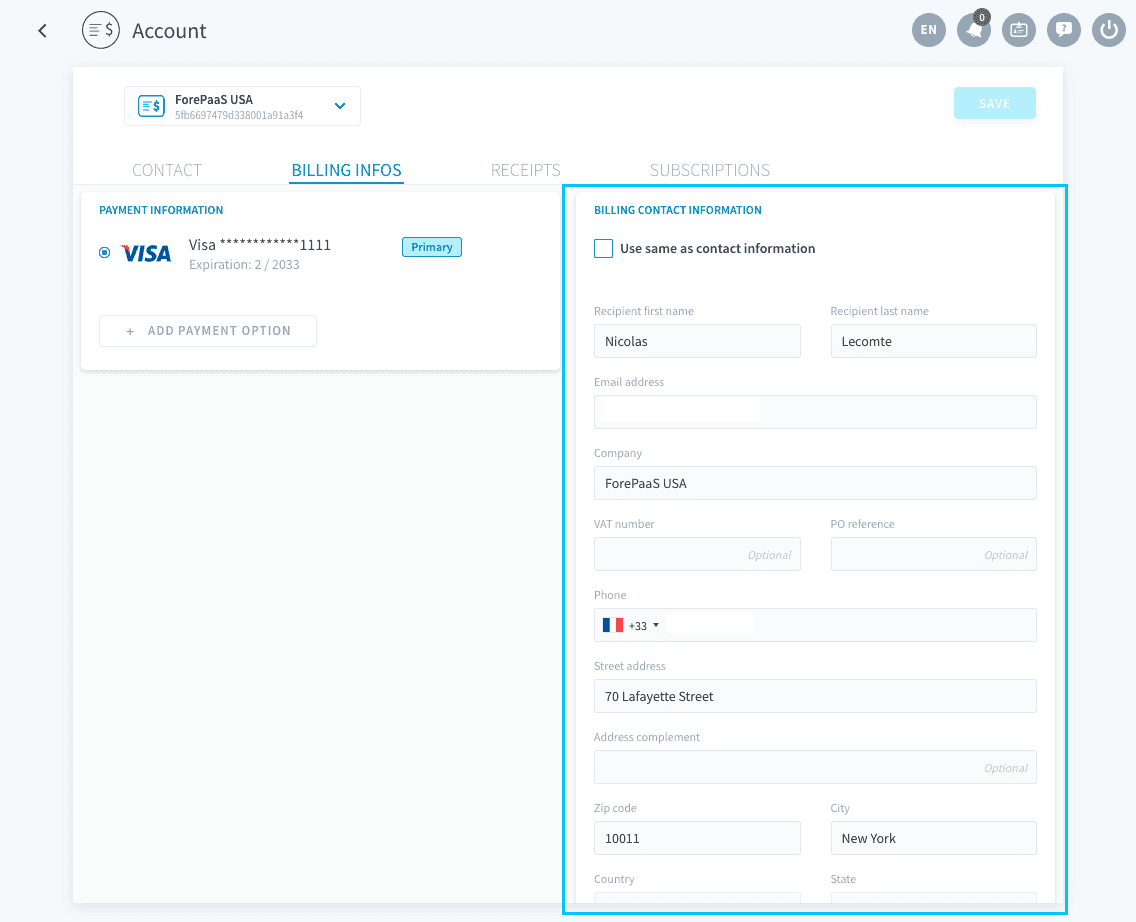 Account
EN
0
ForePaaS USA
5fb6697479d338001a91a3f4
SAVE
CONTACT
BILLING INFOS
RECEIPTS
SUBSCRIPTIONS
PAYMENT INFORMATION
VISA
Visa ************1111
Primary
Expiration: 2 / 2033
+ ADD PAYMENT OPTION
BILLING CONTACT INFORMATION
Use same as contact information
Recipient first name
Recipient last name
Nicolas
Lecomte
Email address
Company
ForePaaS USA
VAT number
PO reference
Optional
Optional
Phone
+33
Street address
70 Lafayette Street
Address complement
Optional
Zip code
City
10011
New York
Country
State